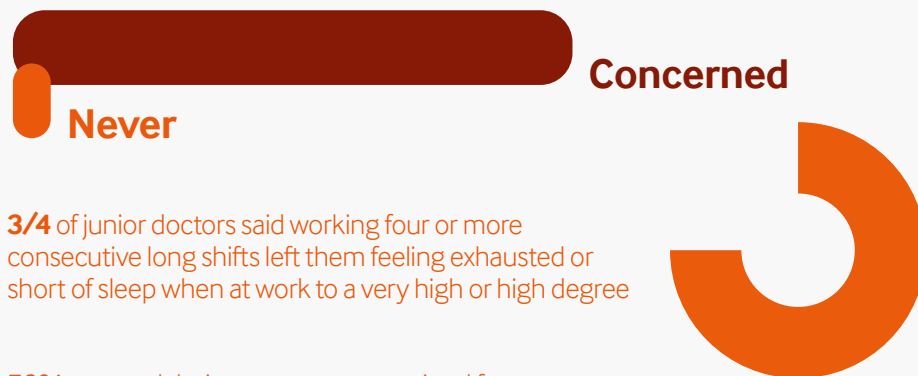 Concerned
Never
3/4 of junior doctors said working four or more
consecutive long shifts left them feeling exhausted or
short of sleep when at work to a very high or high degree